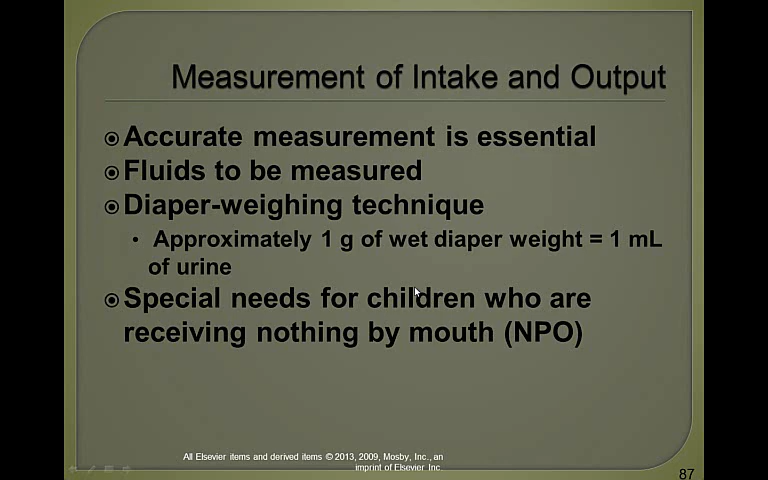 Measurement of Intake and Output
Accurate measurement is essential
Fluids to be measured
Diaper-weighing technique
• Approximately 1 g of wet diaper weight = 1 mL
of urine
Special needs for children who are
receiving nothing by mouth (NPO)
All Elsevier items and derived items © 2013, 2009, Mosby, Inc., an
imprint of Elsevier Inc.
87